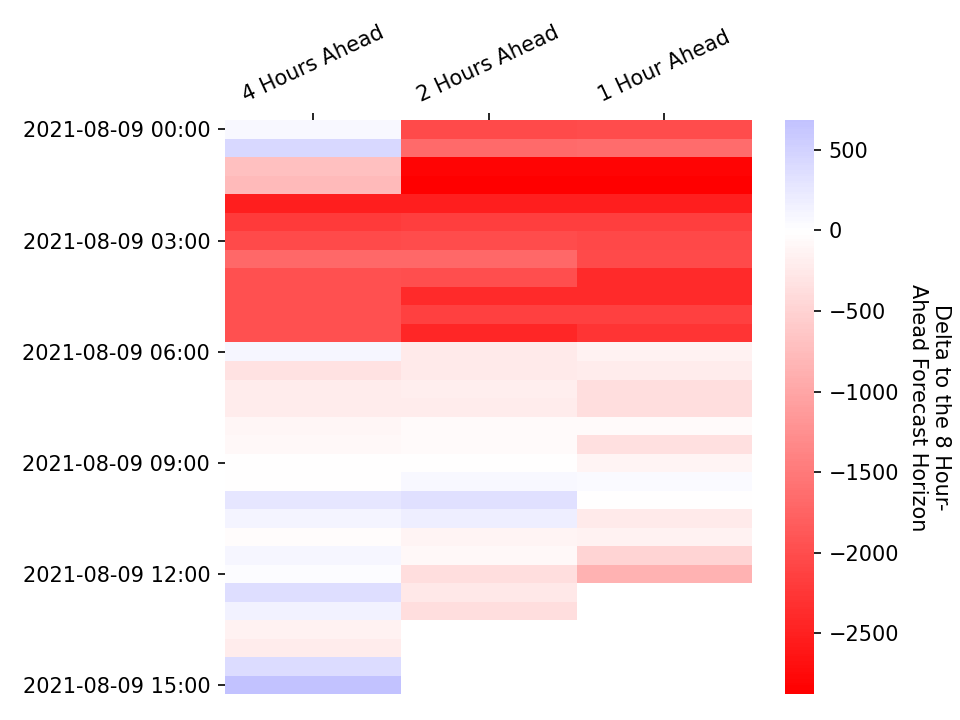 4 Hours Ahead
2 Hours Ahead
1 Hour Ahead
2021-08-09 00:00
2021-08-09 03:00
2021-08-09 06:00
2021-08-09 09:00
2021-08-09 12:00
2021-08-09 15:00
500
0
−500
−1000
−1500
−2000
−2500
Delta to the 8 Hour-
Ahead Forecast Horizon